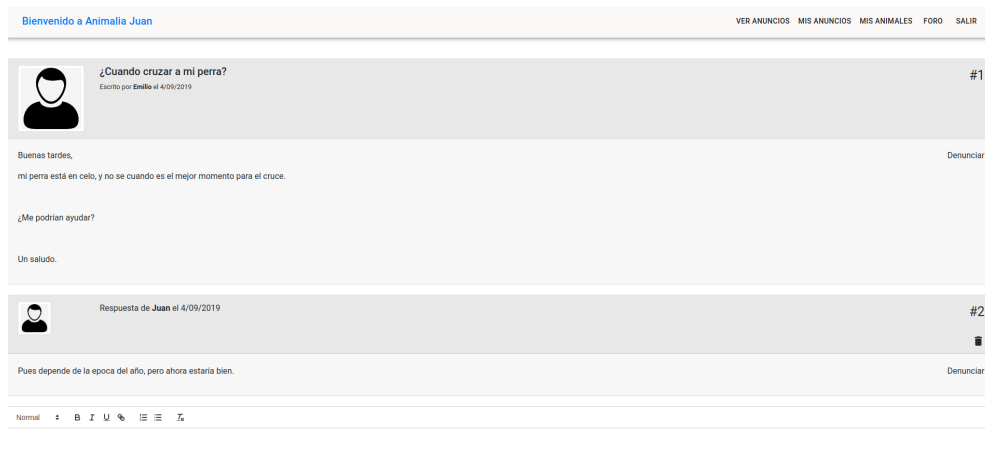 Bienvenido a Animalia Juan
VER ANUNCIOS MIS ANUNCIOS MIS ANIMALES FORO SALIR
¿Cuando cruzar a mi perra?
#1
Escrito por Emilio el 4/09/2019
Buenas tardes,
Denunciar
mi perra está en celo, y no se cuando es el mejor momento para el cruce.
¿Me podrían ayudar?
Un saludo.
Respuesta de Juan el 4/09/2019
#2
Pues depende de la epoca del año, pero ahora estaría bien.
Denunciar
Normal